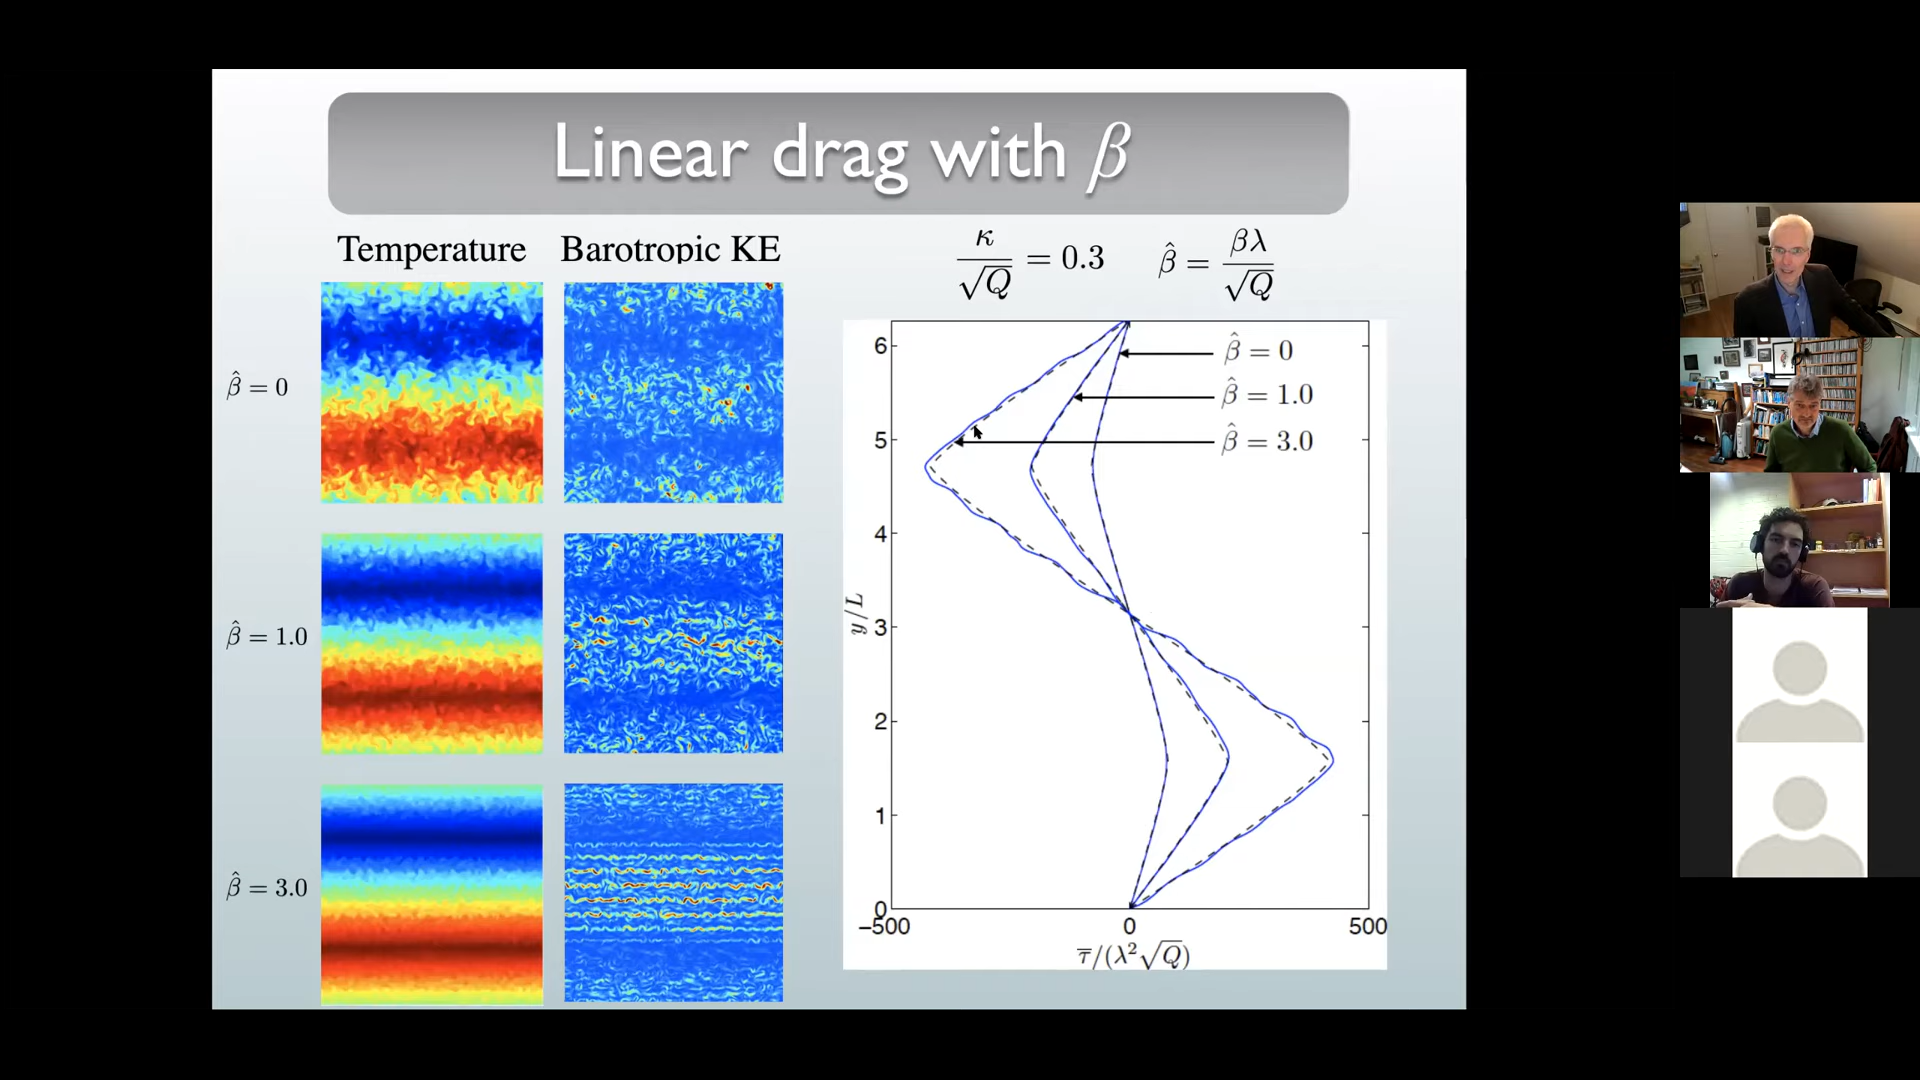 Linear drag with β
Temperature
Barotropic KE
κ/√Q = 0.3
β̂ = βλ/√Q
β̂ = 0
β̂ = 1.0
β̂ = 3.0
β̂ = 0
β̂ = 1.0
β̂ = 3.0
6
5
4
3
2
1
0
y/L
−500
0
500
τ̅/(λ²√Q)